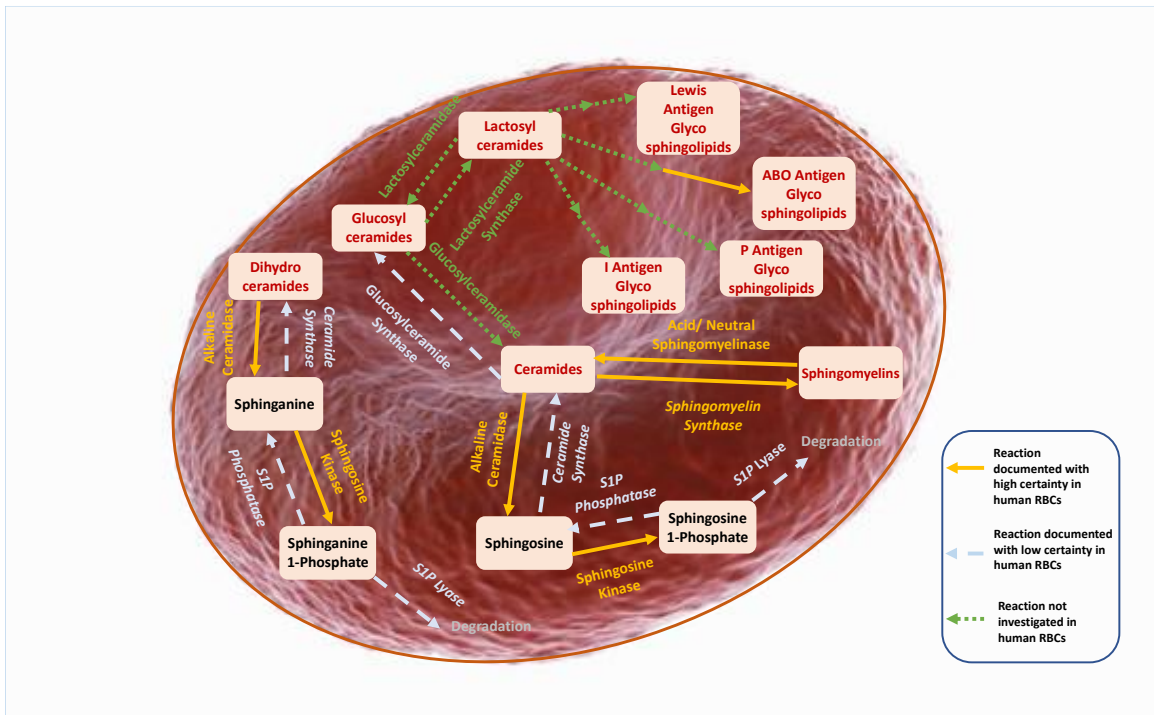 Lewis
Antigen
Glyco
sphingolipids
Lactosyl
ceramides
Lactosylceramidase
ABO Antigen
Glyco
sphingolipids
Glucosyl
ceramides
Lactosylceramide
Synthase
P Antigen
Glyco
sphingolipids
I Antigen
Glyco
sphingolipids
Glucosylceramidase
Glucosylceramide
Synthase
Dihydro
ceramides
Alkaline
Ceramidase
Ceramide
Synthase
Acid/ Neutral
Sphingomyelinase
Ceramides
Sphingomyelins
Sphingomyelin
Synthase
Sphinganine
Alkaline
Ceramidase
Ceramide
Synthase
Sphingosine
Kinase
S1P
Phosphatase
S1P
Phosphatase
S1P Lyase
Degradation
Sphingosine
Sphingosine
1-Phosphate
Sphingosine
Kinase
Sphinganine
1-Phosphate
S1P Lyase
Degradation
Reaction
documented with
high certainty in
human RBCs
Reaction documented
with low certainty in
human RBCs
Reaction not
investigated in
human RBCs